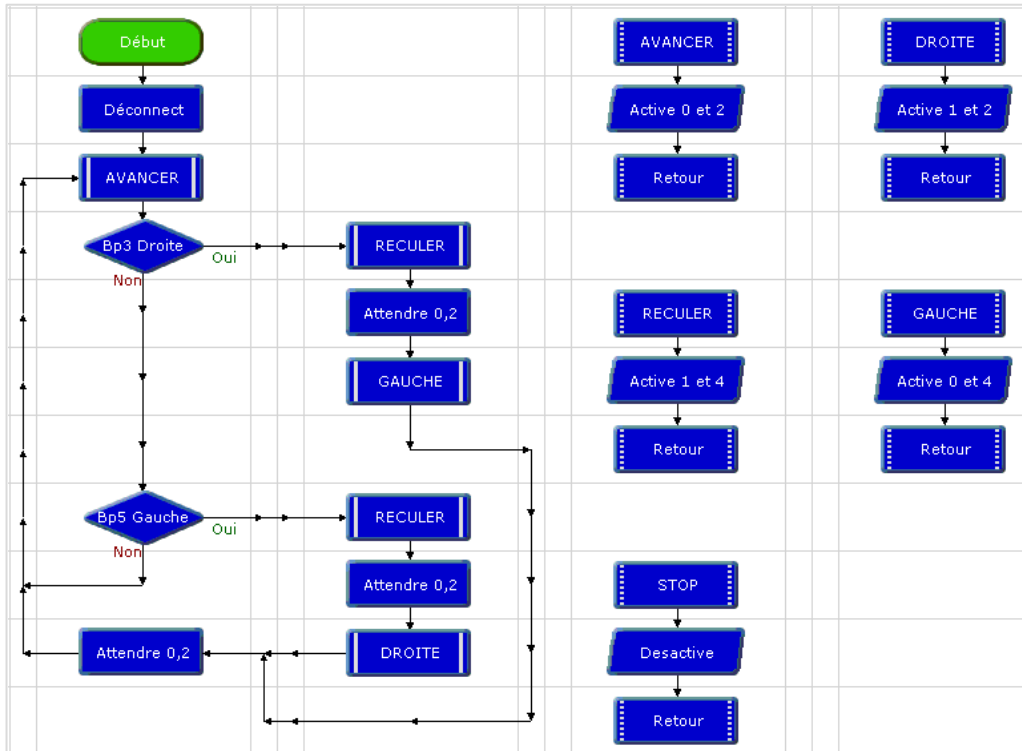 Début
Déconnect
AVANCER
Bp3 Droite
Oui
Non
RECULER
Attendre 0,2
GAUCHE
Bp5 Gauche
Oui
Non
RECULER
Attendre 0,2
DROITE
Attendre 0,2
AVANCER
Active 0 et 2
Retour
DROITE
Active 1 et 2
Retour
RECULER
Active 1 et 4
Retour
GAUCHE
Active 0 et 4
Retour
STOP
Desactive
Retour